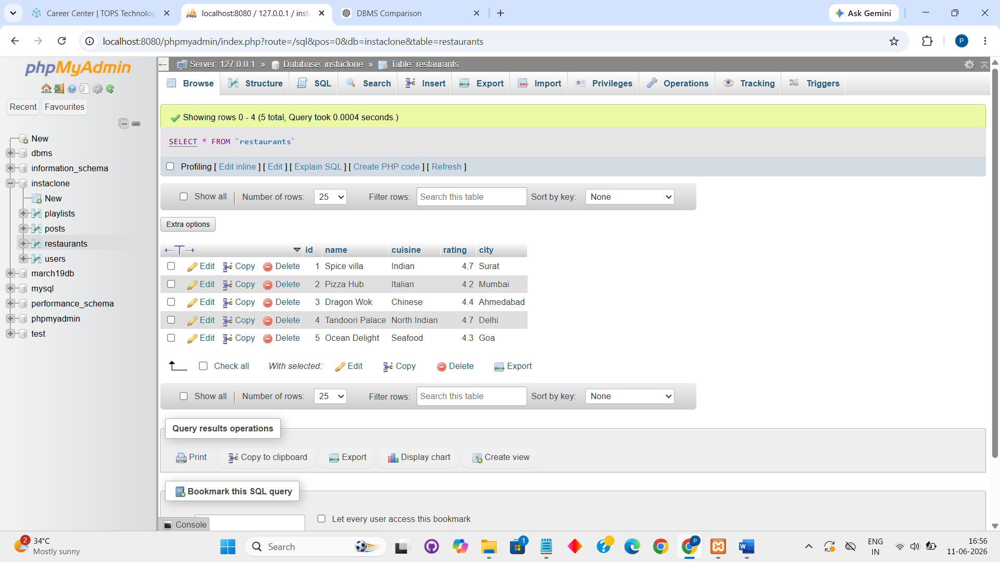 Career Center | TOPS Technolog
localhost:8080 / 127.0.0.1 / insta
DBMS Comparison
Ask Gemini
localhost:8080/phpmyadmin/index.php?route=/sql&pos=0&db=instaclone&table=restaurants
P
phpMyAdmin
Recent Favourites
New
dbms
information_schema
instaclone
New
playlists
posts
restaurants
users
march19db
mysql
performance_schema
phpmyadmin
test
Server: 127.0.0.1 » Database: instaclone » Table: restaurants
Browse Structure SQL Search Insert Export Import Privileges Operations Tracking Triggers
Showing rows 0 - 4 (5 total, Query took 0.0004 seconds.)
SELECT * FROM `restaurants`
Profiling [ Edit inline ] [ Edit ] [ Explain SQL ] [ Create PHP code ] [ Refresh ]
Show all Number of rows: 25 Filter rows: Search this table Sort by key: None
Extra options
id name cuisine rating city
Edit Copy Delete 1 Spice villa Indian 4.7 Surat
Edit Copy Delete 2 Pizza Hub Italian 4.2 Mumbai
Edit Copy Delete 3 Dragon Wok Chinese 4.4 Ahmedabad
Edit Copy Delete 4 Tandoori Palace North Indian 4.7 Delhi
Edit Copy Delete 5 Ocean Delight Seafood 4.3 Goa
Check all With selected: Edit Copy Delete Export
Show all Number of rows: 25 Filter rows: Search this table Sort by key: None
Query results operations
Print Copy to clipboard Export Display chart Create view
Bookmark this SQL query
Let every user access this bookmark
Console
2
34°C
Mostly sunny
Search
1
P
ENG
IN
16:56
11-06-2026